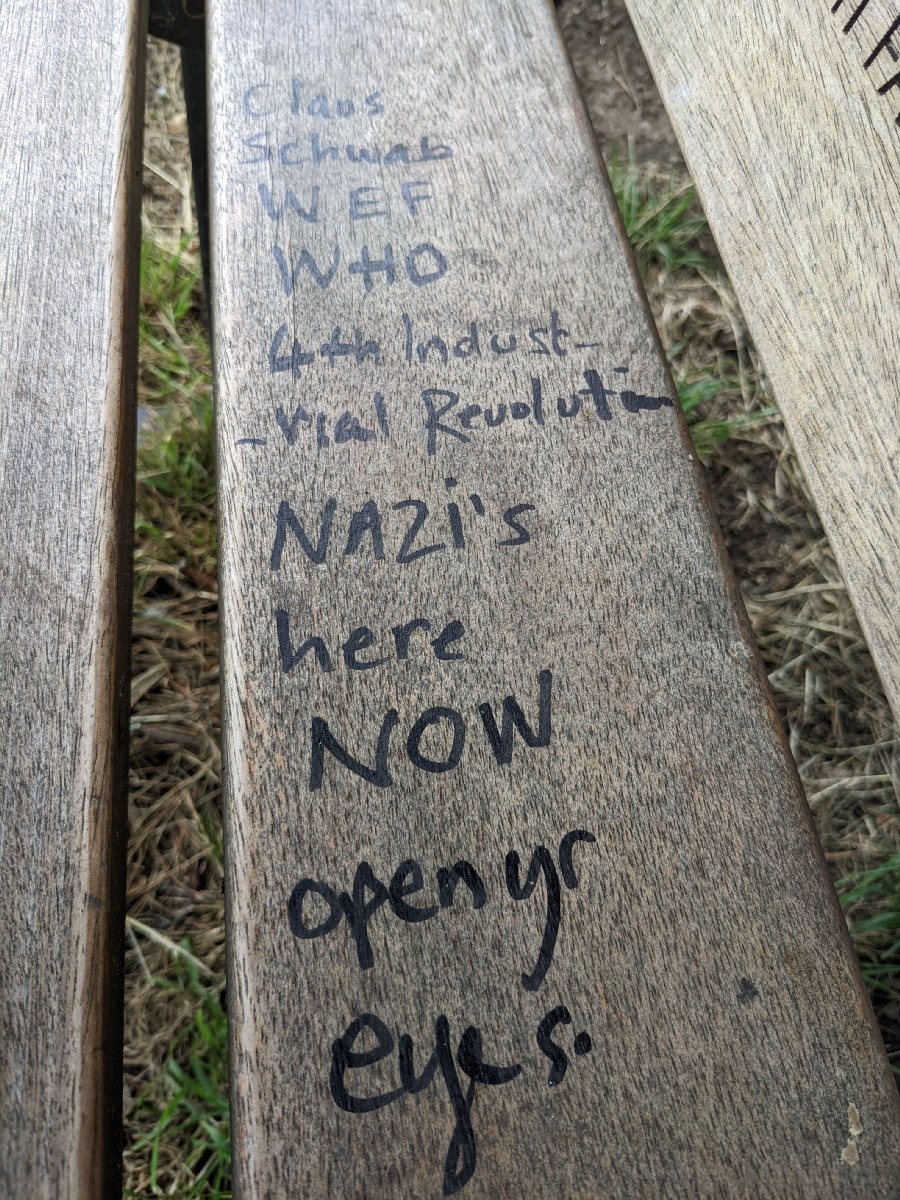 Claus
Schwab
WEF
WHO
4th Indust-
-rial Revolution
NAZi's
here
NOW
open yr
eyes.